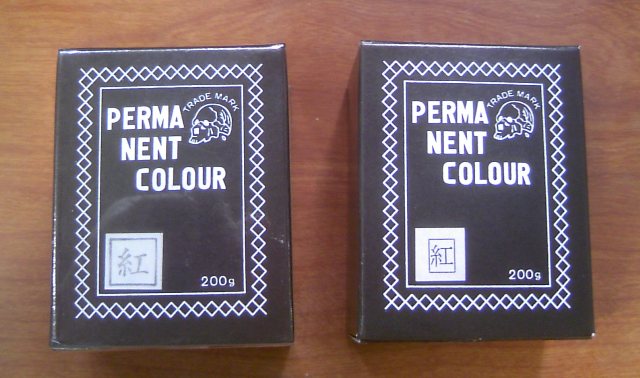 TRADE MARK
PERMA
NENT
COLOUR
紅
200g
TRADE MARK
PERMA
NENT
COLOUR
紅
200g